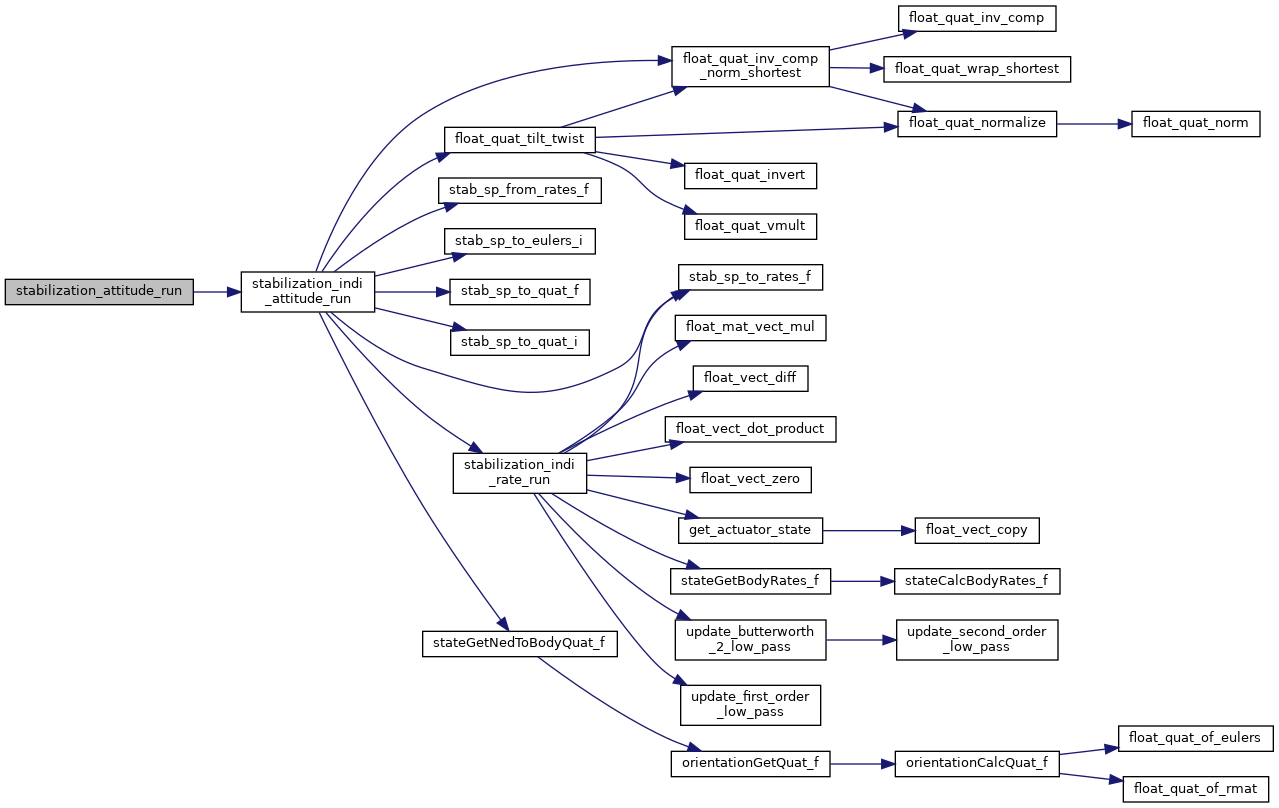 stabilization_attitude_run
stabilization_indi
_attitude_run
float_quat_inv_comp
_norm_shortest
float_quat_inv_comp
float_quat_wrap_shortest
float_quat_normalize
float_quat_norm
float_quat_tilt_twist
float_quat_invert
float_quat_vmult
stab_sp_from_rates_f
stab_sp_to_eulers_i
stab_sp_to_quat_f
stab_sp_to_quat_i
stab_sp_to_rates_f
float_mat_vect_mul
float_vect_diff
float_vect_dot_product
stabilization_indi
_rate_run
float_vect_zero
get_actuator_state
float_vect_copy
stateGetBodyRates_f
stateCalcBodyRates_f
update_butterworth
_2_low_pass
update_second_order
_low_pass
update_first_order
_low_pass
stateGetNedToBodyQuat_f
orientationGetQuat_f
orientationCalcQuat_f
float_quat_of_eulers
float_quat_of_rmat